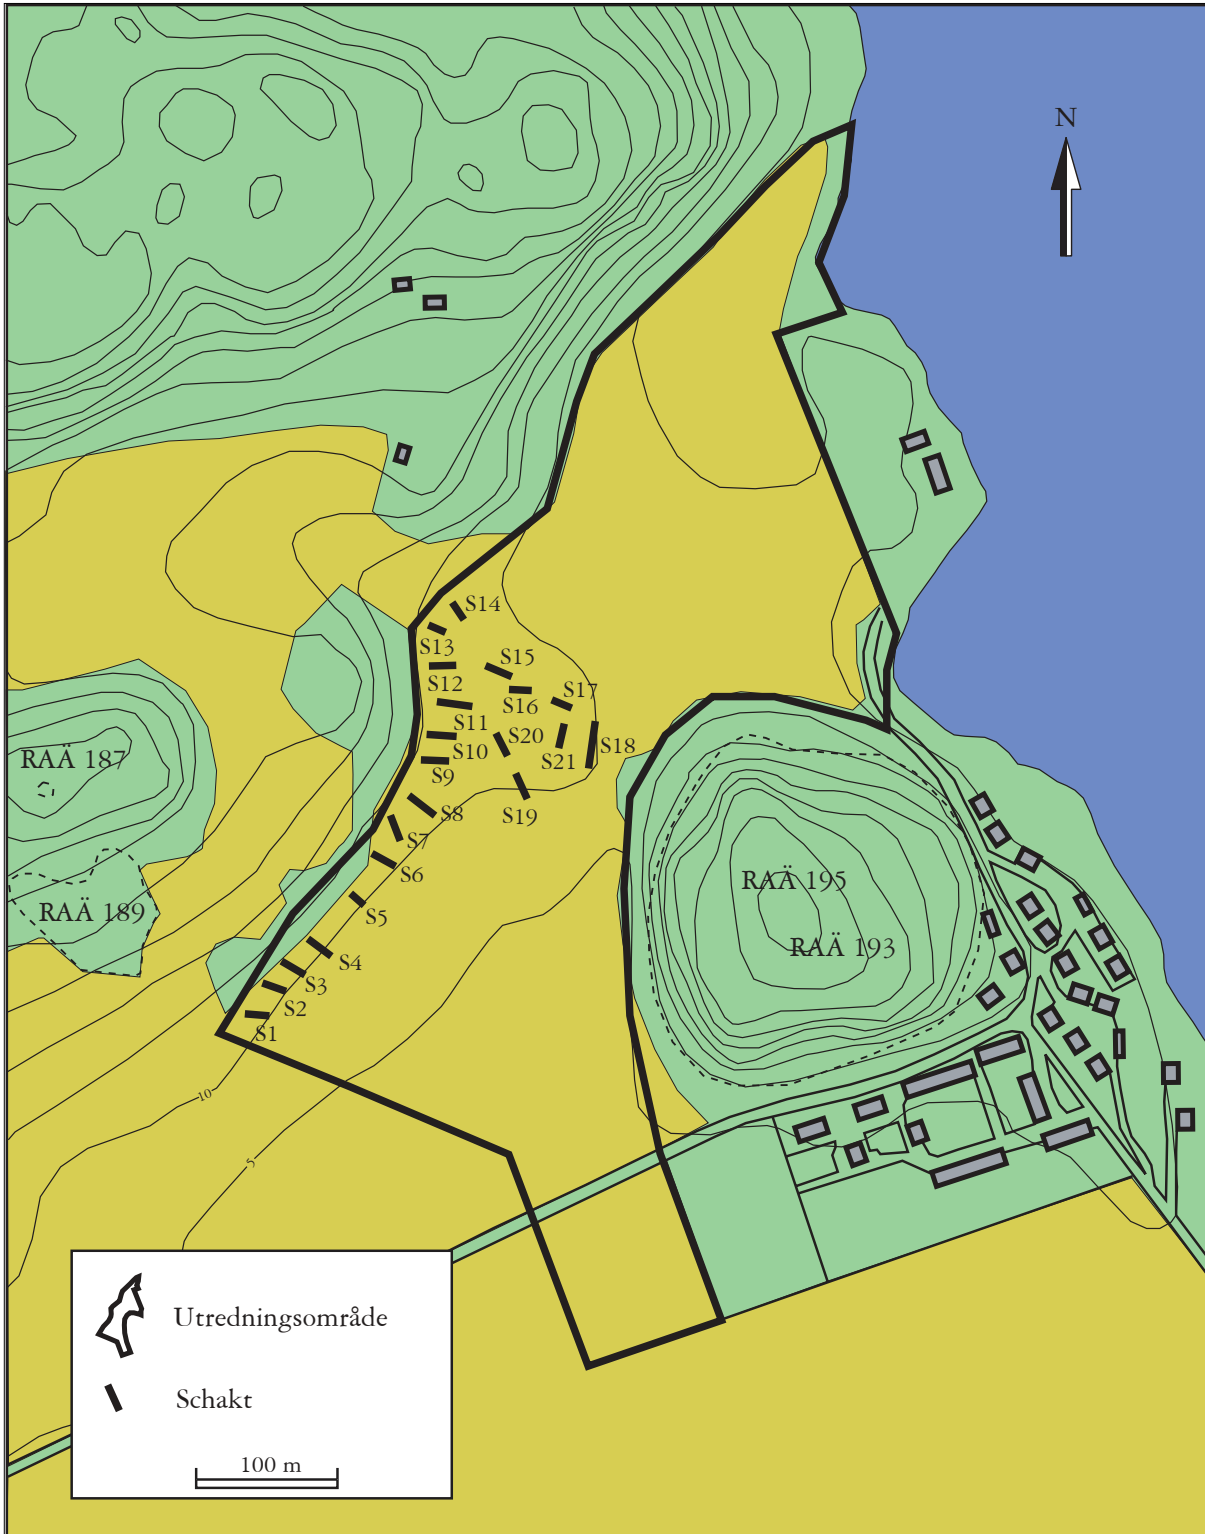 N
S14
S13
S15
S12
S17
S16
S11
S20
S10
S18
S21
RAÄ 187
S9
S8
S19
S7
S6
RAÄ 195
RAÄ 189
S5
RAÄ 193
S4
S3
S2
S1
10
5
Utredningsområde
Schakt
100 m